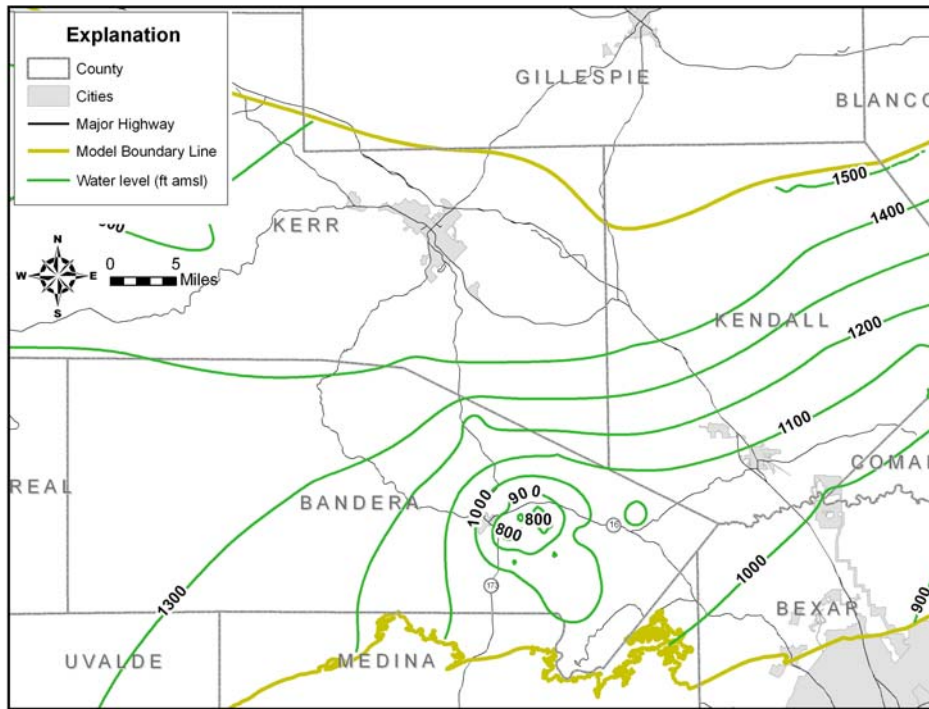 Explanation
County
Cities
Major Highway
Model Boundary Line
Water level (ft amsl)
GILLESPIE
BLANCO
1500
1400
KERR
N
W E
S
0 5
Miles
KENDALL
1200
1100
COMAL
REAL
BANDERA
1000
900
800
800
16
173
1300
1000
BEXAR
900
UVALDE
MEDINA